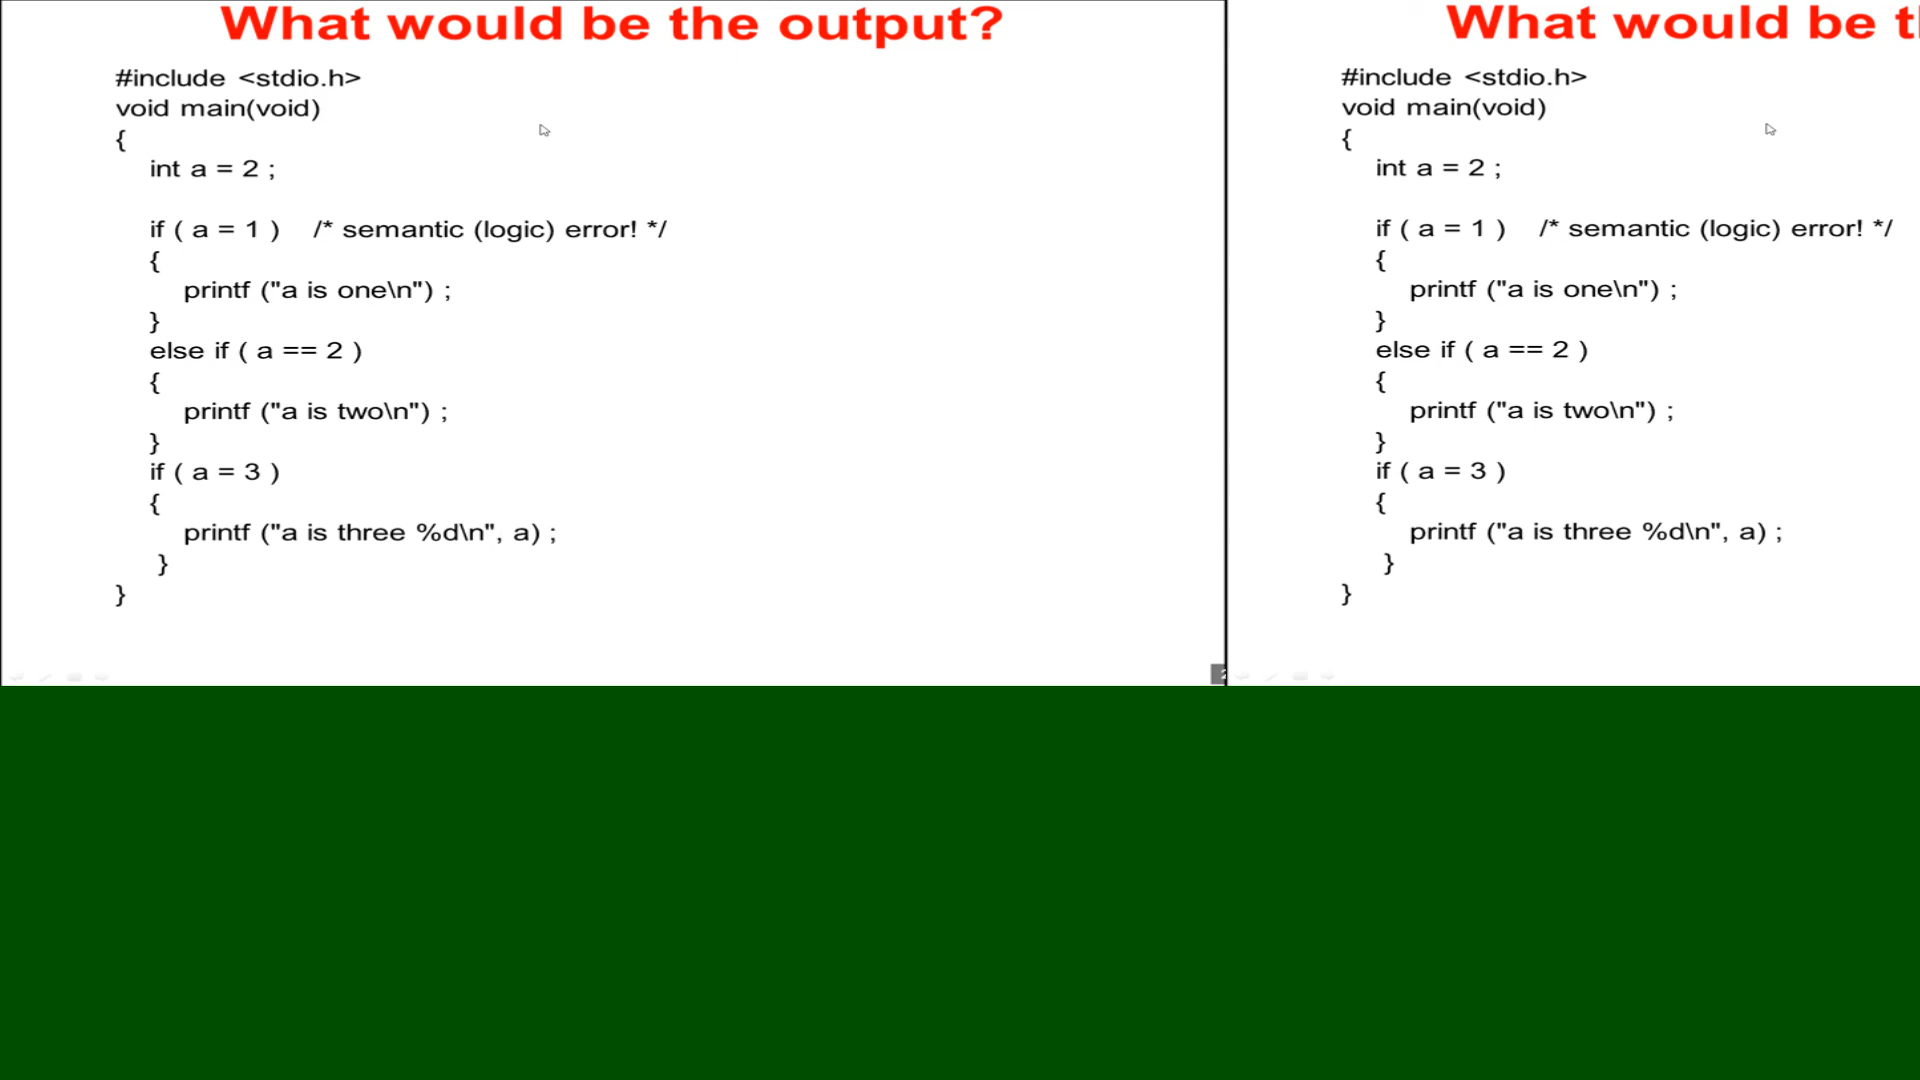 What would be the output?
#include <stdio.h>
void main(void)
{
int a = 2 ;
if ( a = 1 ) /* semantic (logic) error! */
{
printf ("a is one\n") ;
}
else if ( a == 2 )
{
printf ("a is two\n") ;
}
if ( a = 3 )
{
printf ("a is three %d\n", a) ;
}
}
What would be t
#include <stdio.h>
void main(void)
{
int a = 2 ;
if ( a = 1 ) /* semantic (logic) error! */
{
printf ("a is one\n") ;
}
else if ( a == 2 )
{
printf ("a is two\n") ;
}
if ( a = 3 )
{
printf ("a is three %d\n", a) ;
}
}